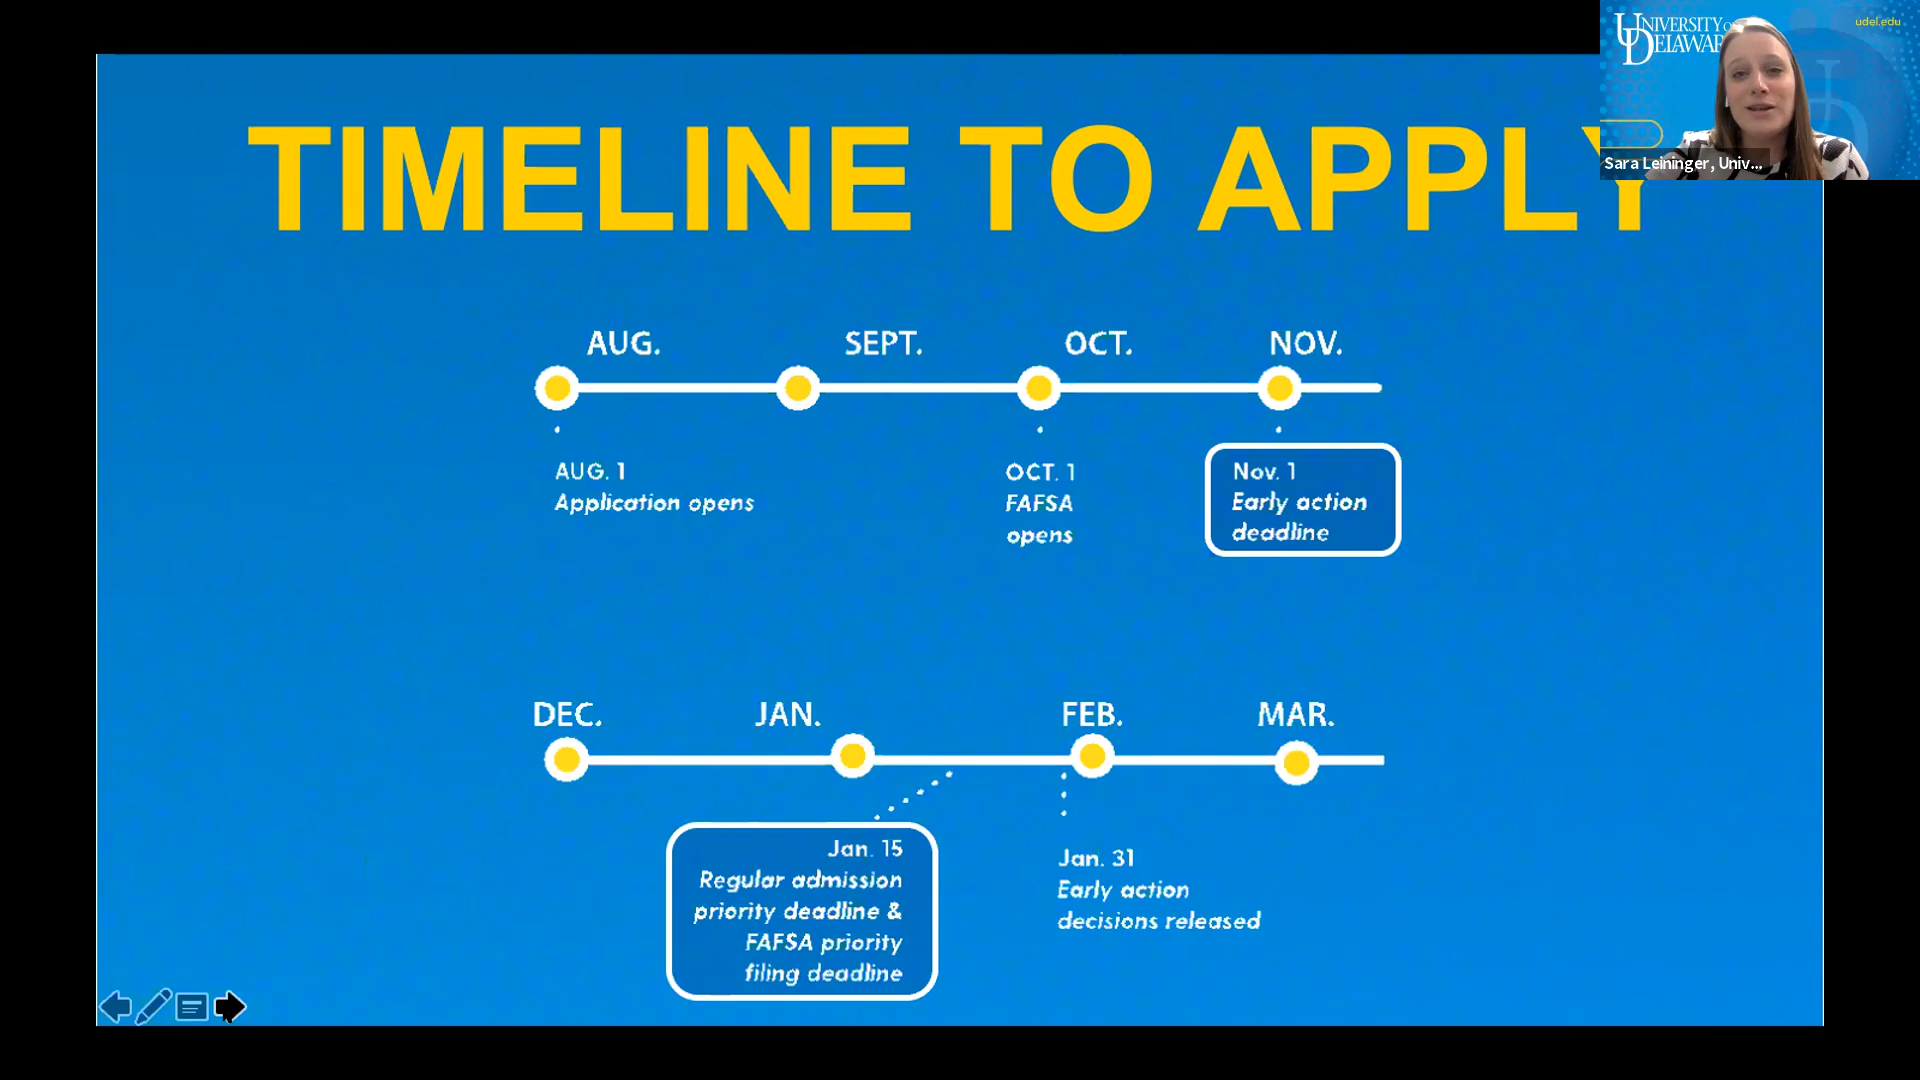 UNIVERSITY OF
DELAWARE
udel.edu
Sara Leininger, Univ...
TIMELINE TO APPLY
AUG.
SEPT.
OCT.
NOV.
AUG. 1
Application opens
OCT. 1
FAFSA
opens
Nov. 1
Early action
deadline
DEC.
JAN.
FEB.
MAR.
Jan. 15
Regular admission
priority deadline &
FAFSA priority
filing deadline
Jan. 31
Early action
decisions released